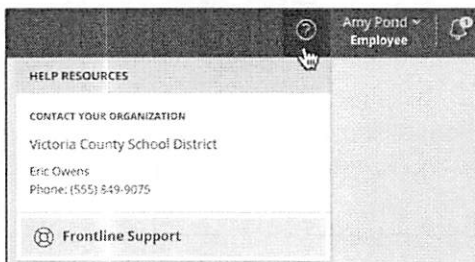 Amy Pond
Employee
HELP RESOURCES
CONTACT YOUR ORGANIZATION
Victoria County School District
Eric Owens
Phone: (555) 849-9075
Frontline Support